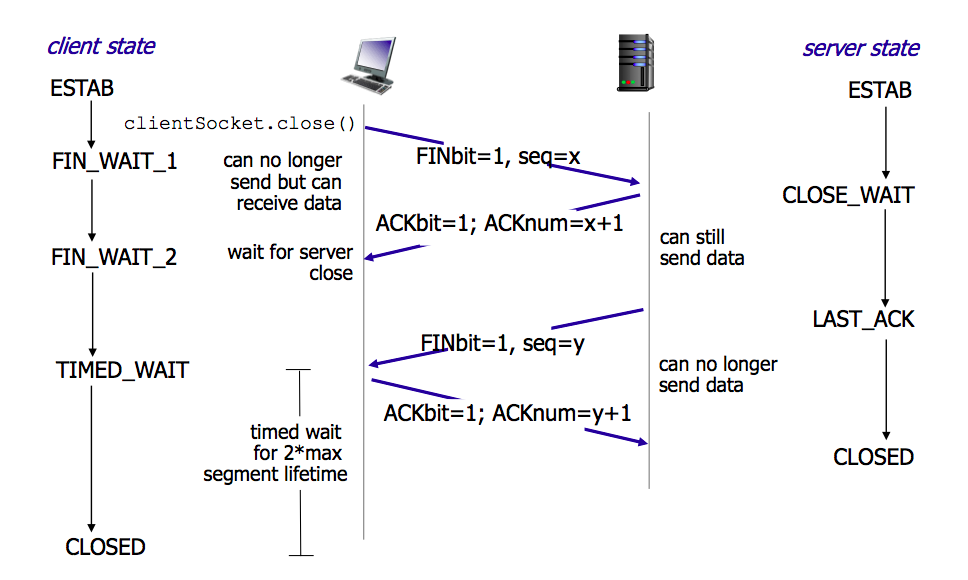 client state
server state
ESTAB
ESTAB
clientSocket.close()
FINbit=1, seq=x
FIN_WAIT_1
can no longer
send but can
receive data
CLOSE_WAIT
ACKbit=1; ACKnum=x+1
FIN_WAIT_2
wait for server
close
can still
send data
LAST_ACK
FINbit=1, seq=y
TIMED_WAIT
can no longer
send data
ACKbit=1; ACKnum=y+1
timed wait
for 2*max
segment lifetime
CLOSED
CLOSED